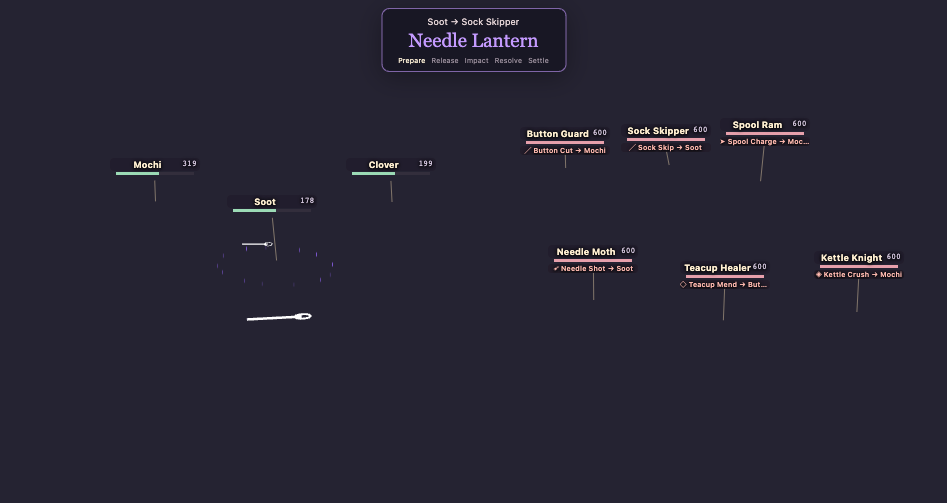 Soot → Sock Skipper
Needle Lantern
Prepare Release Impact Resolve Settle
Button Guard 600
⟋ Button Cut → Mochi
Sock Skipper 600
⟋ Sock Skip → Soot
Spool Ram 600
➤ Spool Charge → Moc...
Mochi 319
Clover 199
Soot 178
Needle Moth 600
➶ Needle Shot → Soot
Teacup Healer 600
◇ Teacup Mend → But...
Kettle Knight 600
◈ Kettle Crush → Mochi